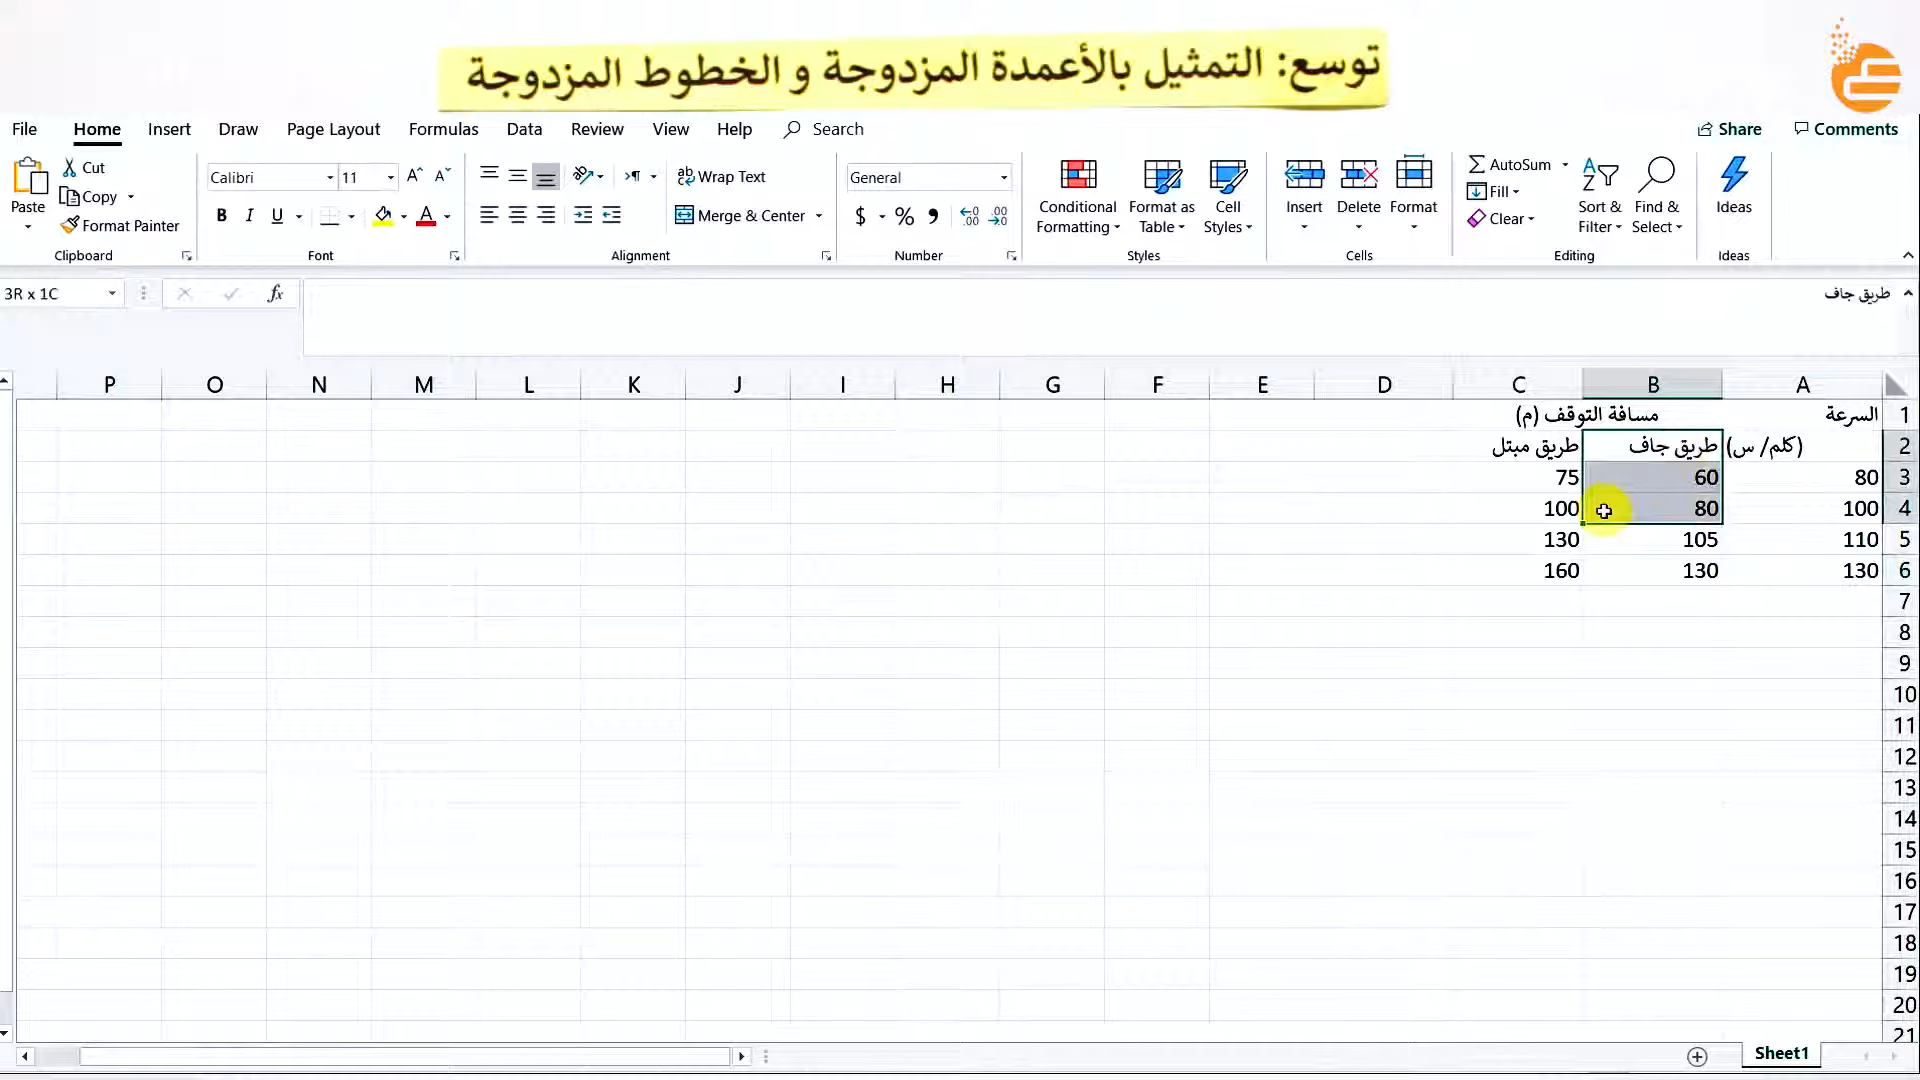 توسع: التمثيل بالأعمدة المزدوجة و الخطوط المزدوجة
File Home Insert Draw Page Layout Formulas Data Review View Help Search Share Comments
Paste Cut Copy Format Painter Clipboard
Calibri 11 B I U A Font
Wrap Text Merge & Center Alignment
General $ % Number
Conditional Formatting Format as Table Cell Styles Styles
Insert Delete Format Cells
AutoSum Fill Clear Sort & Filter Find & Select Editing
Ideas Ideas
3R x 1C fx طريق جاف
P O N M L K J I H G F E D C B A
مسافة التوقف (م) السرعة 1
طريق مبتل طريق جاف (كلم/ س) 2
75 60 80 3
100 80 100 4
130 105 110 5
160 130 130 6
7
8
9
10
11
12
13
14
15
16
17
18
19
20
21
Sheet1